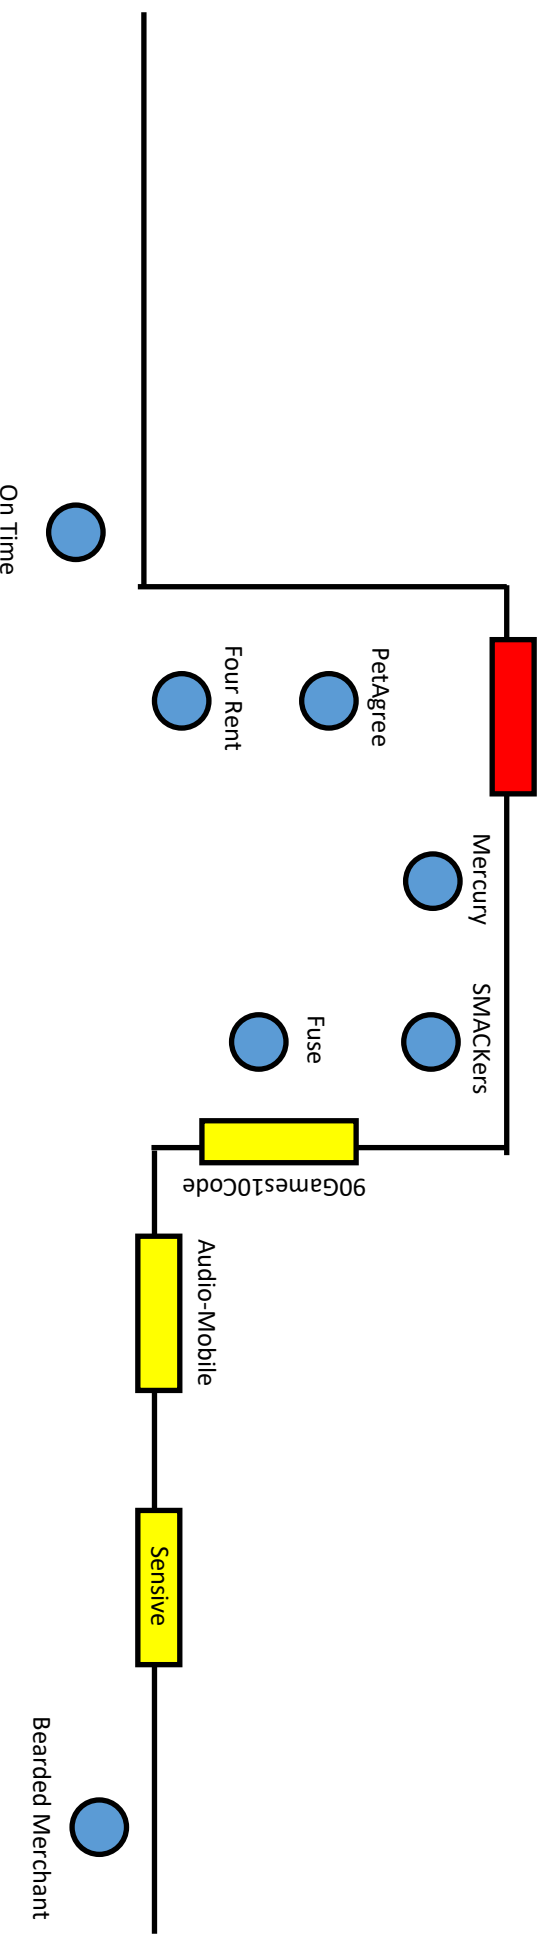 On Time
Four Rent
PetAgree
Mercury
SMACKers
Fuse
90Games10Code
Audio-Mobile
Sensive
Bearded Merchant